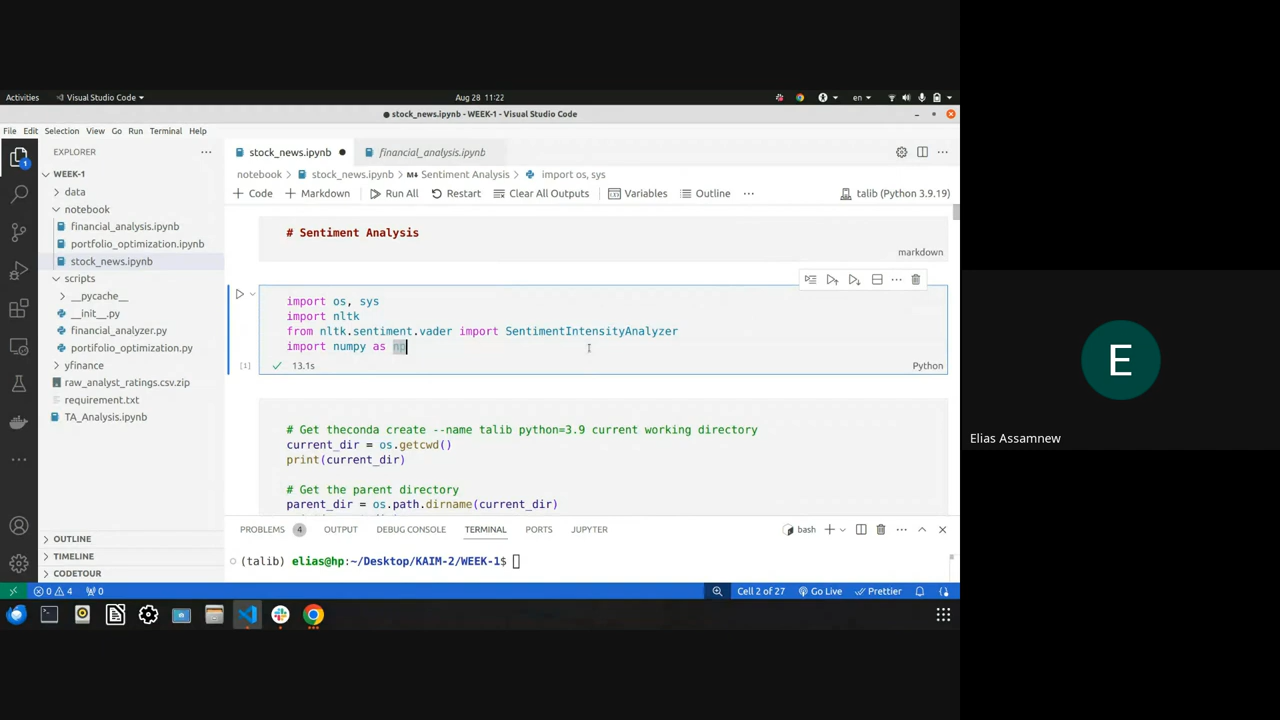 Activities
Visual Studio Code
Aug 28 11:22
en
stock_news.ipynb - WEEK-1 - Visual Studio Code
File Edit Selection View Go Run Terminal Help
EXPLORER
WEEK-1
data
notebook
financial_analysis.ipynb
portfolio_optimization.ipynb
stock_news.ipynb
scripts
__pycache__
__init__.py
financial_analyzer.py
portifolio_optimization.py
yfinance
raw_analyst_ratings.csv.zip
requirement.txt
TA_Analysis.ipynb
OUTLINE
TIMELINE
CODETOUR
1
stock_news.ipynb
financial_analysis.ipynb
notebook > stock_news.ipynb > Sentiment Analysis > import os, sys
+ Code + Markdown Run All Restart Clear All Outputs Variables Outline ...
talib (Python 3.9.19)
# Sentiment Analysis
markdown
import os, sys
import nltk
from nltk.sentiment.vader import SentimentIntensityAnalyzer
import numpy as np
[1]
13.1s
Python
# Get theconda create --name talib python=3.9 current working directory
current_dir = os.getcwd()
print(current_dir)
# Get the parent directory
parent_dir = os.path.dirname(current_dir)
PROBLEMS 4 OUTPUT DEBUG CONSOLE TERMINAL PORTS JUPYTER
bash
(talib) elias@hp:~/Desktop/KAIM-2/WEEK-1$
0 4 0
Cell 2 of 27
Go Live
Prettier
E
Elias Assamnew